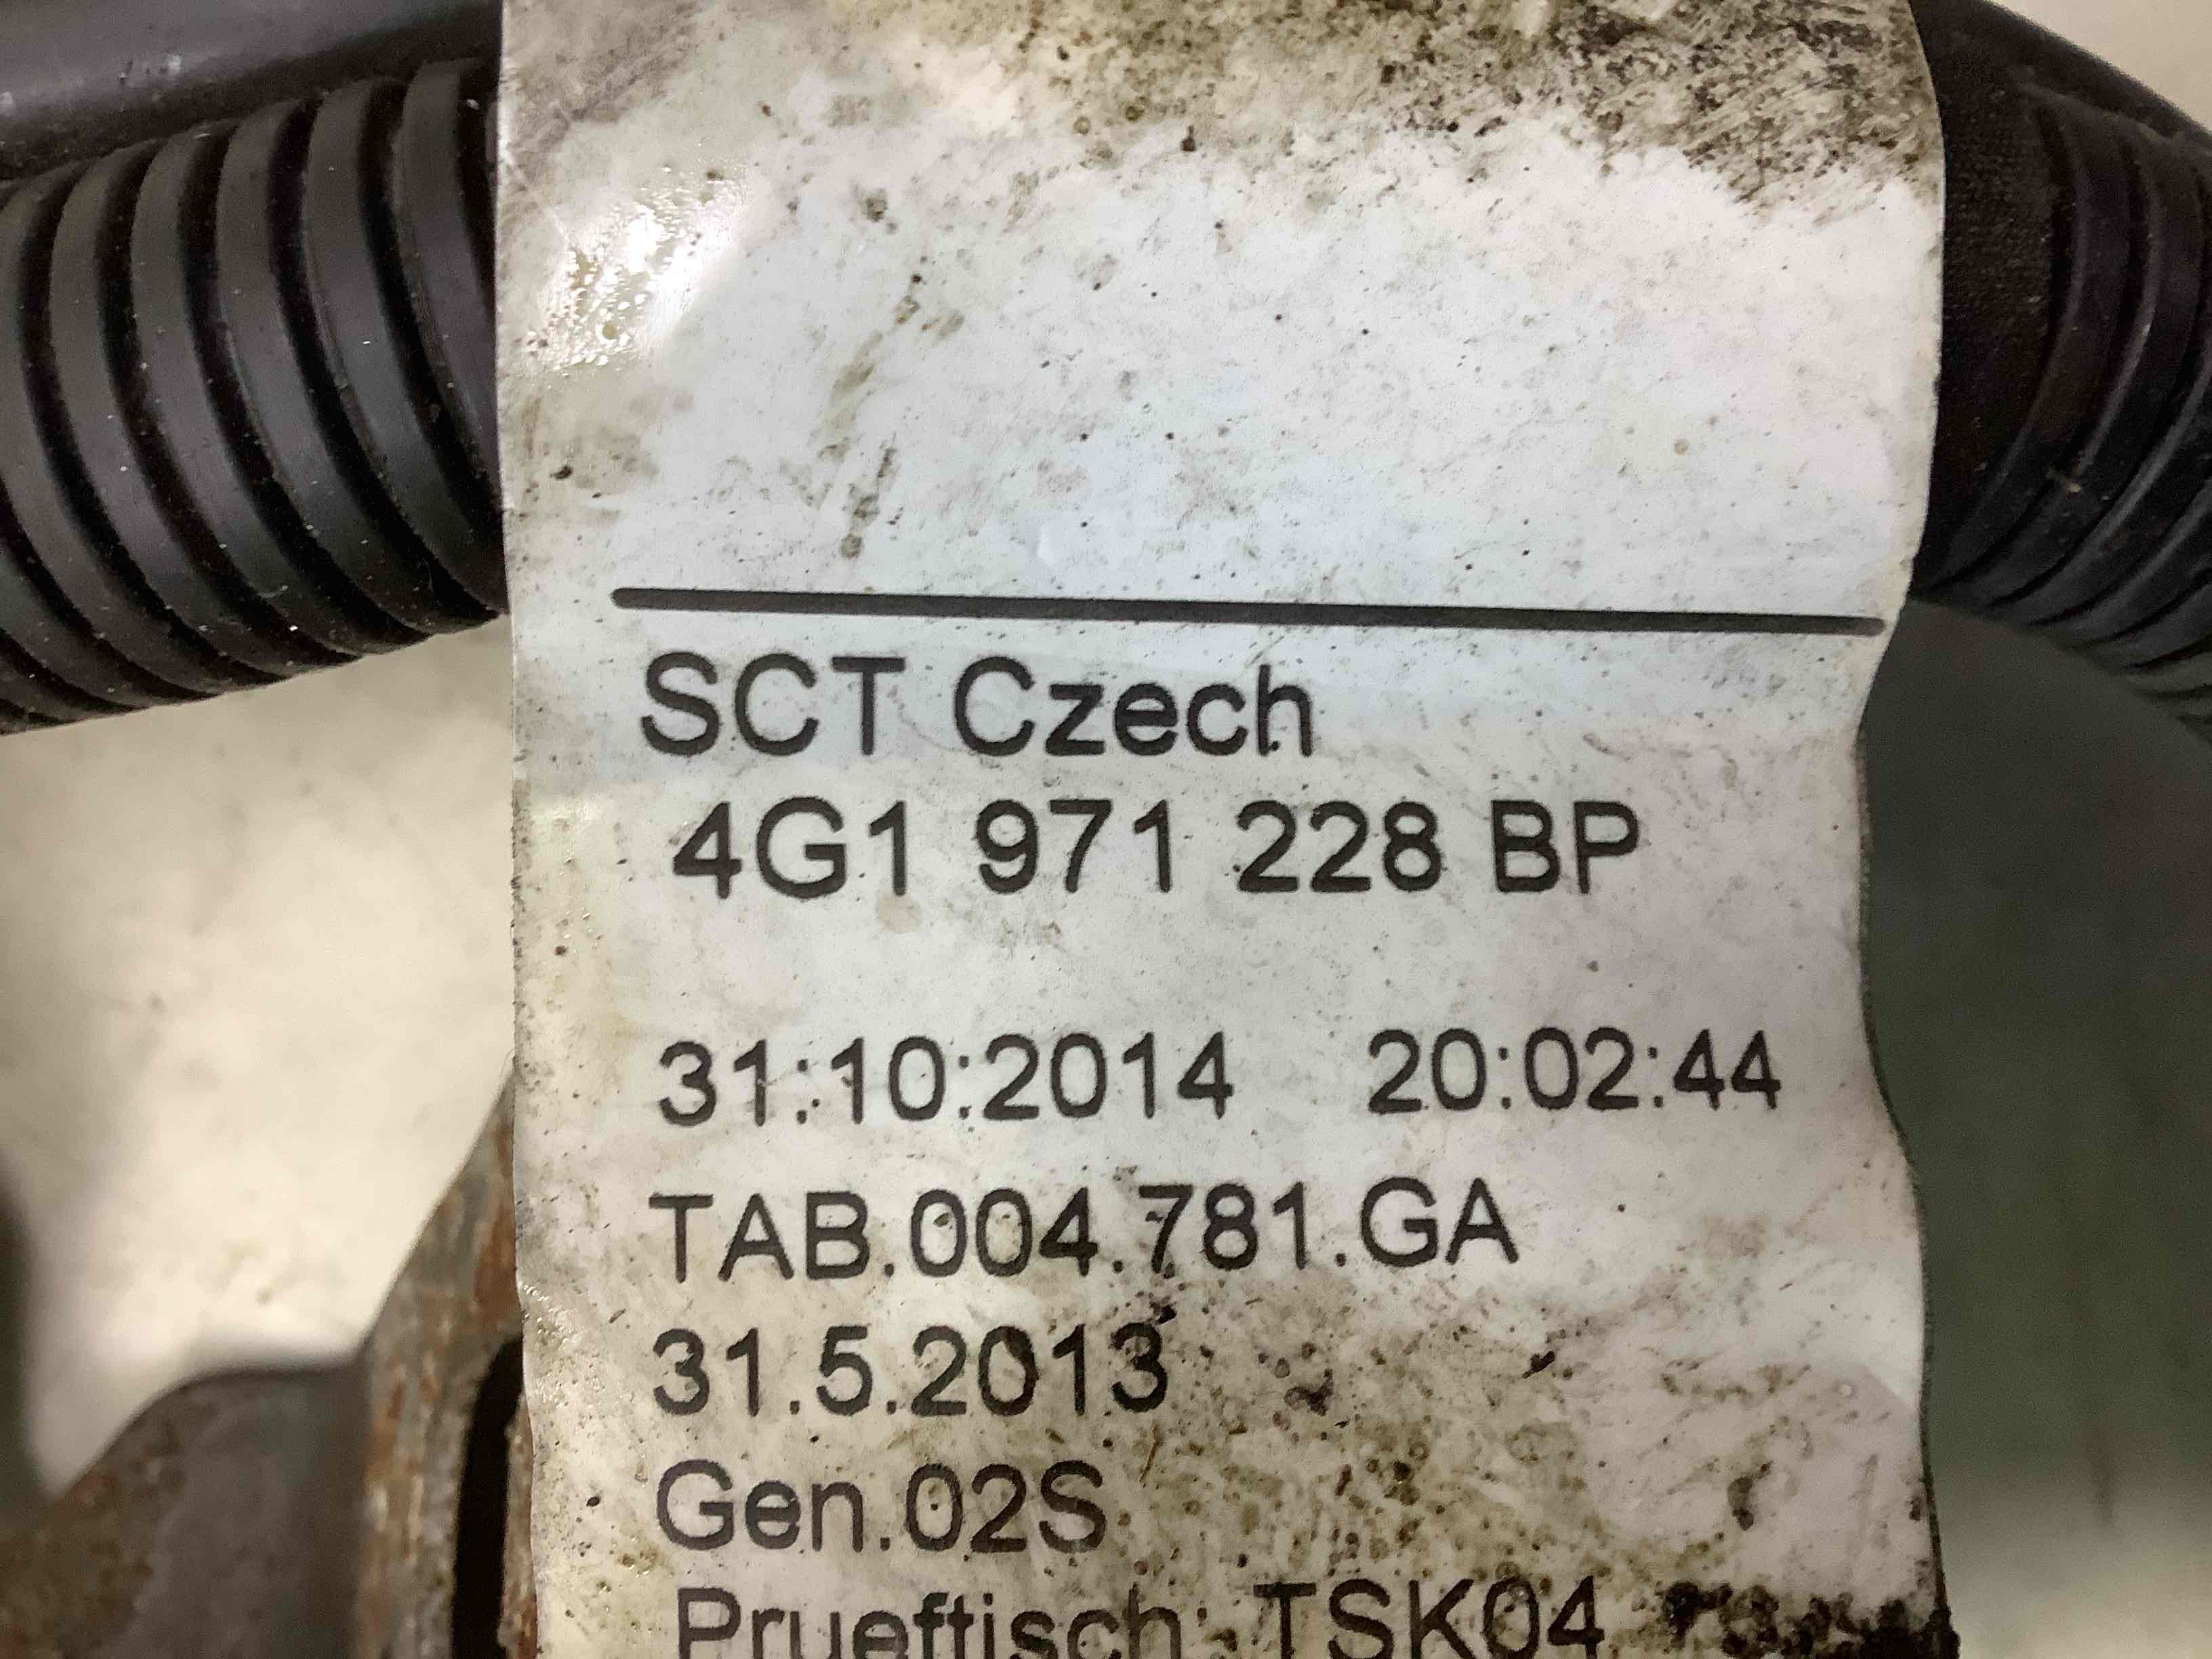 SCT Czech
4G1 971 228 BP
31:10:2014 20:02:44
TAB.004.781.GA
31.5.2013
Gen.02S
Prueftisch: TSK04